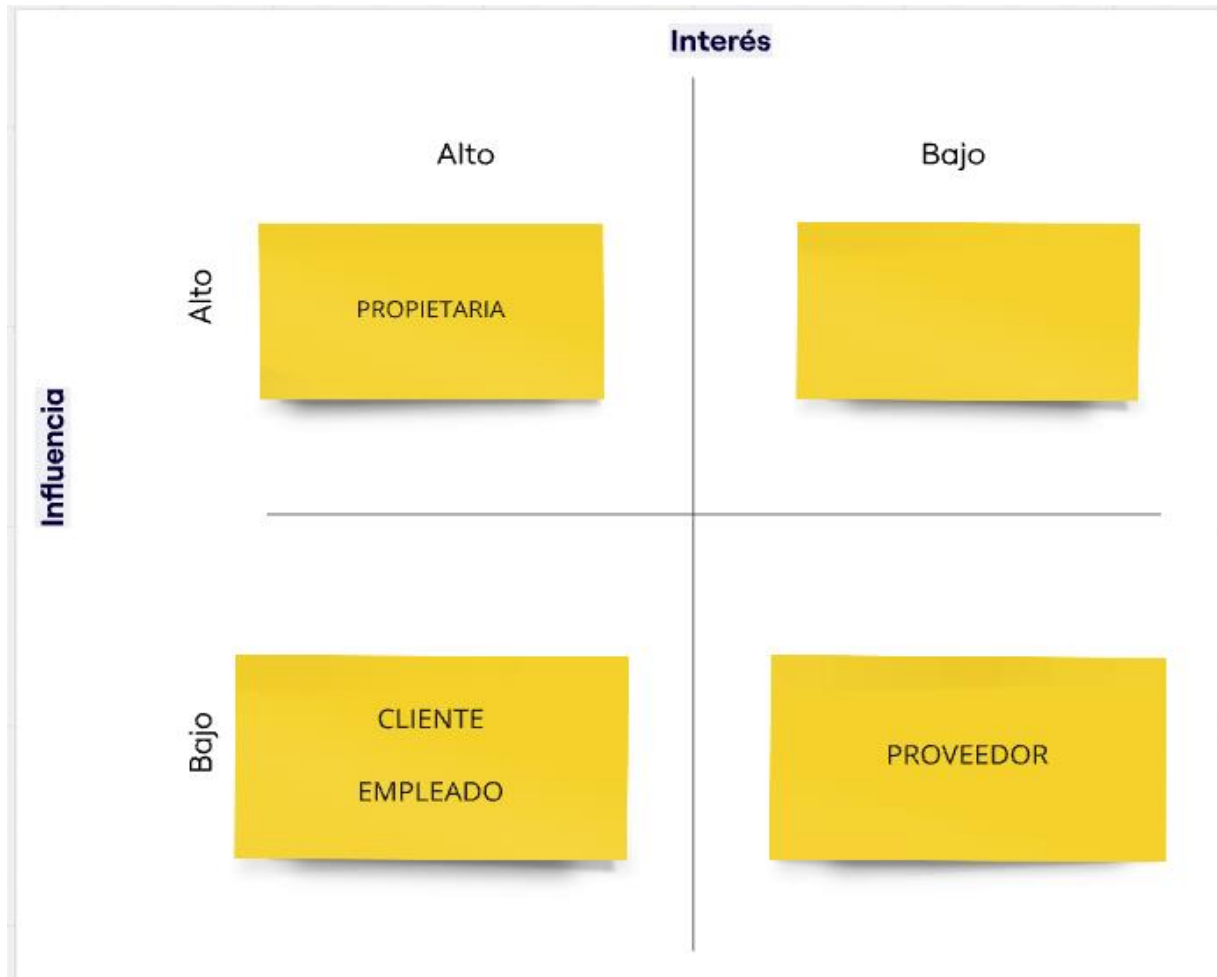 Interés
Alto
Bajo
Influencia
Alto
PROPIETARIA
Bajo
CLIENTE
EMPLEADO
PROVEEDOR